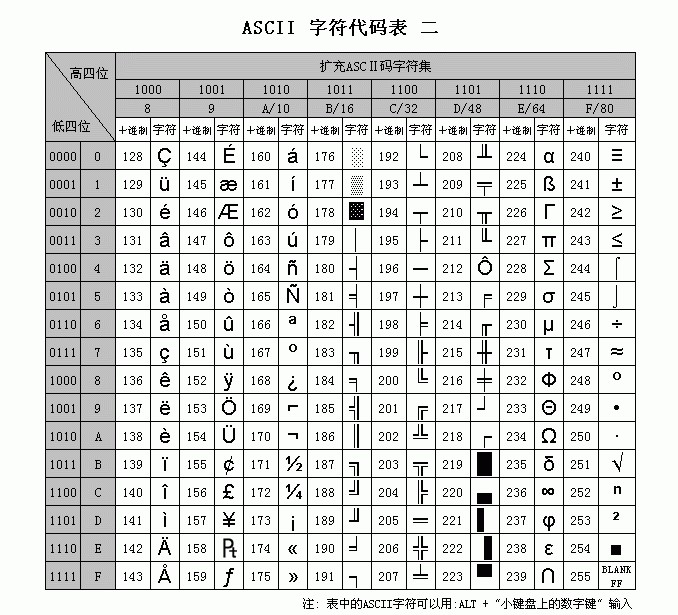 ASCII 字符代码表 二
高四位 扩充ASCⅡ码字符集
1000 1001 1010 1011 1100 1101 1110 1111
低四位 8 9 A/10 B/16 C/32 D/48 E/64 F/80
十进制 字符 十进制 字符 十进制 字符 十进制 字符 十进制 字符 十进制 字符 十进制 字符 十进制 字符
0000 0 128 Ç 144 É 160 á 176 ░ 192 └ 208 ╨ 224 α 240 ≡
0001 1 129 ü 145 æ 161 í 177 ▒ 193 ┴ 209 ╤ 225 ß 241 ±
0010 2 130 é 146 Æ 162 ó 178 ▓ 194 ┬ 210 ╥ 226 Γ 242 ≥
0011 3 131 â 147 ô 163 ú 179 │ 195 ├ 211 ╙ 227 π 243 ≤
0100 4 132 ä 148 ö 164 ñ 180 ┤ 196 ─ 212 Ô 228 Σ 244 ⌠
0101 5 133 à 149 ò 165 Ñ 181 ╡ 197 ┼ 213 ╒ 229 σ 245 ⌡
0110 6 134 å 150 û 166 ª 182 ╢ 198 ╞ 214 ╓ 230 µ 246 ÷
0111 7 135 ç 151 ù 167 º 183 ╖ 199 ╟ 215 ╫ 231 τ 247 ≈
1000 8 136 ê 152 ÿ 168 ¿ 184 ╕ 200 ╚ 216 ╪ 232 Φ 248 °
1001 9 137 ë 153 Ö 169 ⌐ 185 ╣ 201 ╔ 217 ┘ 233 Θ 249 •
1010 A 138 è 154 Ü 170 ¬ 186 ║ 202 ╩ 218 ┌ 234 Ω 250 ·
1011 B 139 ï 155 ¢ 171 ½ 187 ╗ 203 ╦ 219 █ 235 δ 251 √
1100 C 140 î 156 £ 172 ¼ 188 ╝ 204 ╠ 220 ▄ 236 ∞ 252 ⁿ
1101 D 141 ì 157 ¥ 173 ¡ 189 ╜ 205 ═ 221 ▌ 237 φ 253 ²
1110 E 142 Ä 158 ₧ 174 « 190 ╛ 206 ╬ 222 ▐ 238 ε 254 ■
1111 F 143 Å 159 ƒ 175 » 191 ┐ 207 ╧ 223 ▀ 239 ∩ 255 BLANK FF
注: 表中的ASCII字符可以用:ALT + "小键盘上的数字键" 输入